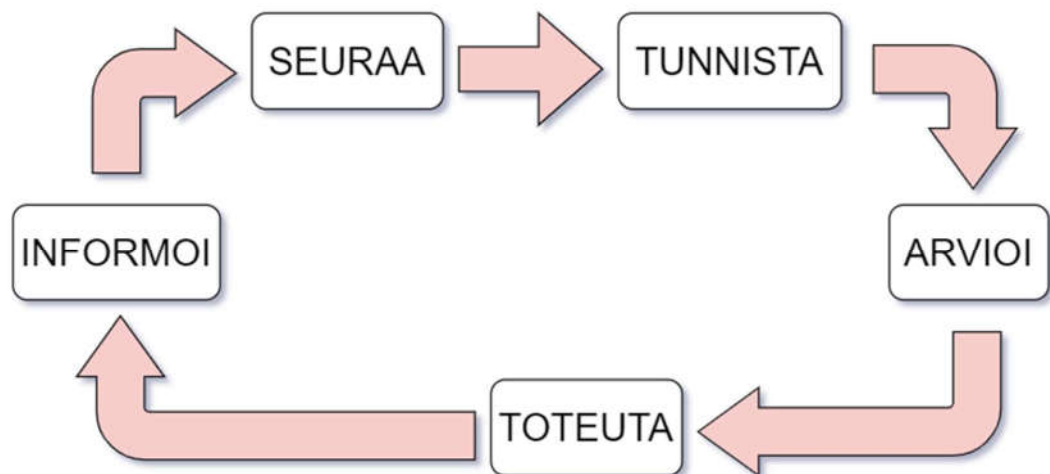 SEURAA
TUNNISTA
ARVIOI
TOTEUTA
INFORMOI